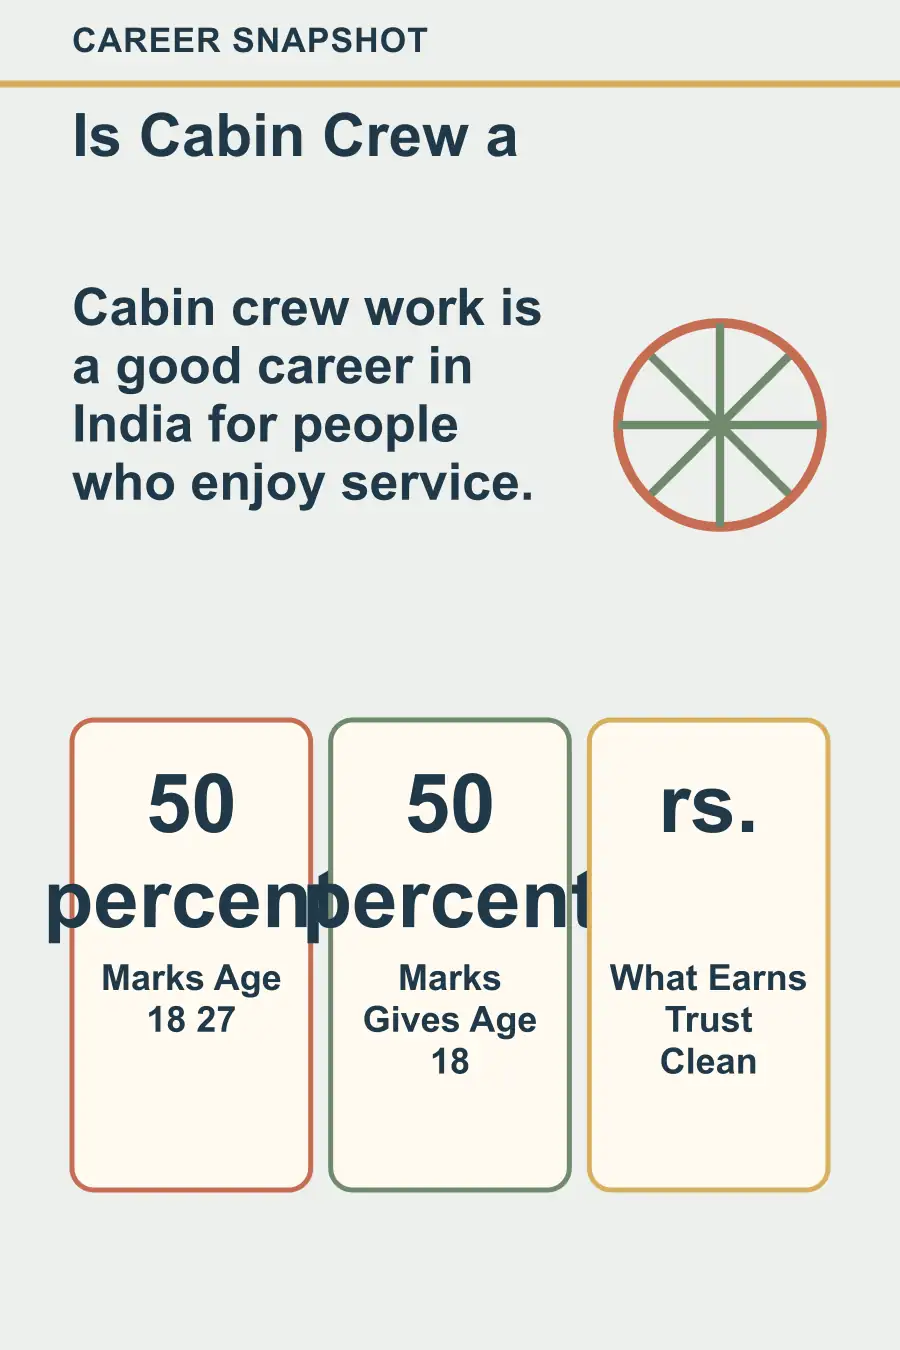 CAREER SNAPSHOT
Is Cabin Crew a
Cabin crew work is
a good career in
India for people
who enjoy service.
50
percent
Marks Age
18 27
50
percent
Marks
Gives Age
18
rs.
What Earns
Trust
Clean